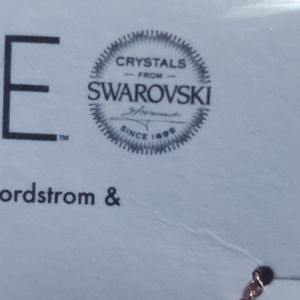 E™
CRYSTALS
FROM
SWAROVSKI
SINCE 1895
ordstrom &